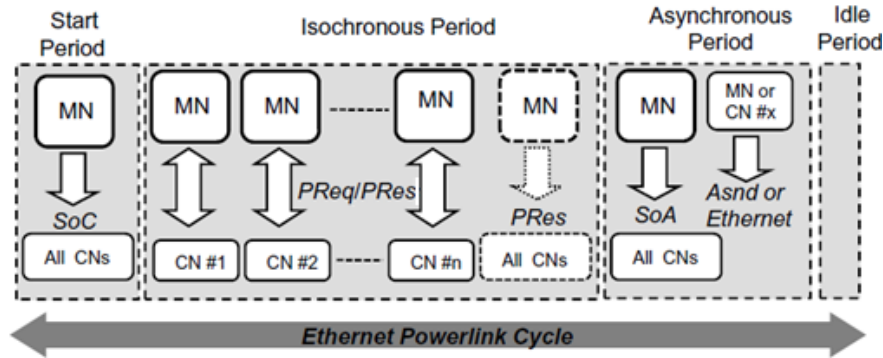 Start
Period
Isochronous Period
Asynchronous
Period
Idle
Period
MN
SoC
All CNs
MN
MN
MN
MN
PReq/PRes
PRes
CN #1
CN #2
CN #n
All CNs
MN
MN or
CN #x
SoA
Asnd or
Ethernet
All CNs
Ethernet Powerlink Cycle